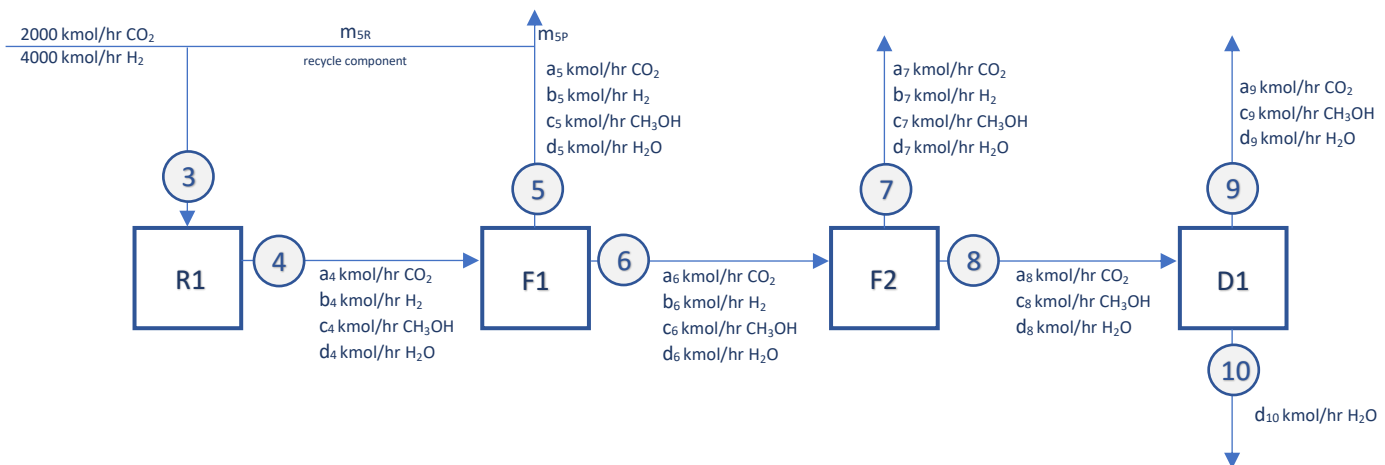 2000 kmol/hr CO₂
4000 kmol/hr H₂
m₅R
recycle component
m₅P
a₅ kmol/hr CO₂
b₅ kmol/hr H₂
c₅ kmol/hr CH₃OH
d₅ kmol/hr H₂O
a₇ kmol/hr CO₂
b₇ kmol/hr H₂
c₇ kmol/hr CH₃OH
d₇ kmol/hr H₂O
a₉ kmol/hr CO₂
c₉ kmol/hr CH₃OH
d₉ kmol/hr H₂O
3
5
7
9
R1
4
F1
6
F2
8
D1
a₄ kmol/hr CO₂
b₄ kmol/hr H₂
c₄ kmol/hr CH₃OH
d₄ kmol/hr H₂O
a₆ kmol/hr CO₂
b₆ kmol/hr H₂
c₆ kmol/hr CH₃OH
d₆ kmol/hr H₂O
a₈ kmol/hr CO₂
c₈ kmol/hr CH₃OH
d₈ kmol/hr H₂O
10
d₁₀ kmol/hr H₂O